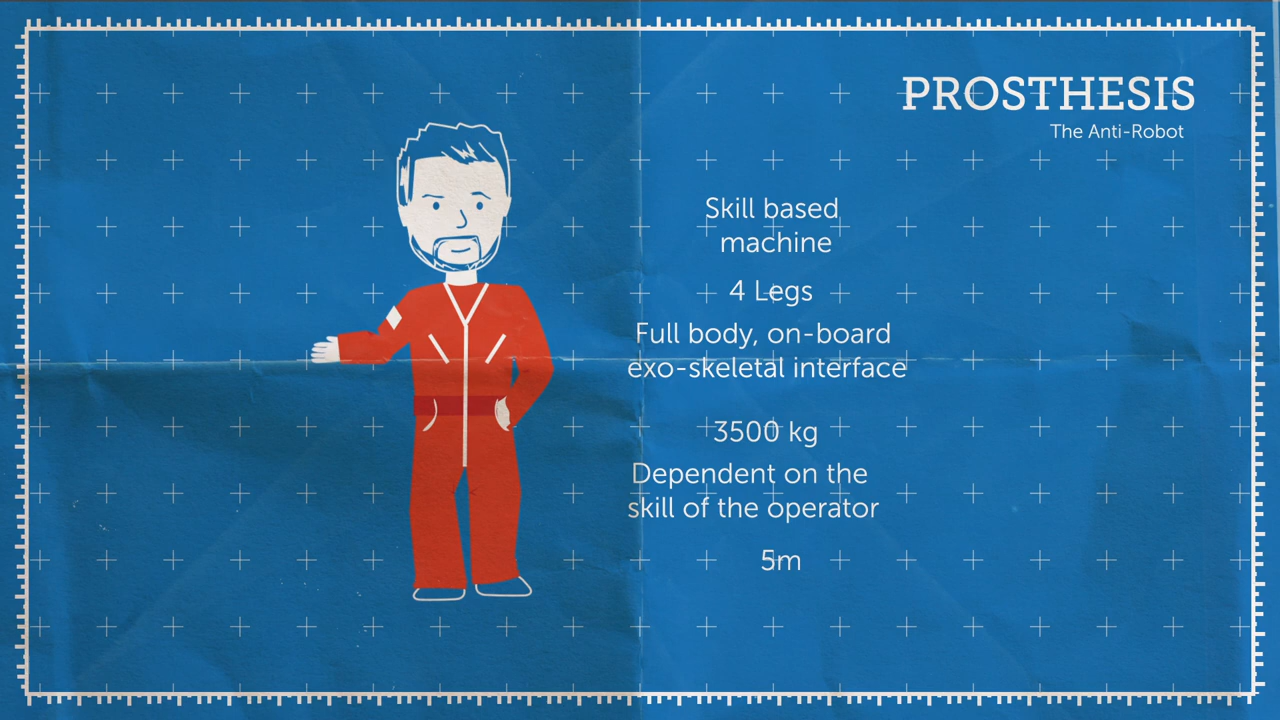 PROSTHESIS
The Anti-Robot
Skill based
machine
4 Legs
Full body, on-board
exo-skeletal interface
3500 kg
Dependent on the
skill of the operator
5m